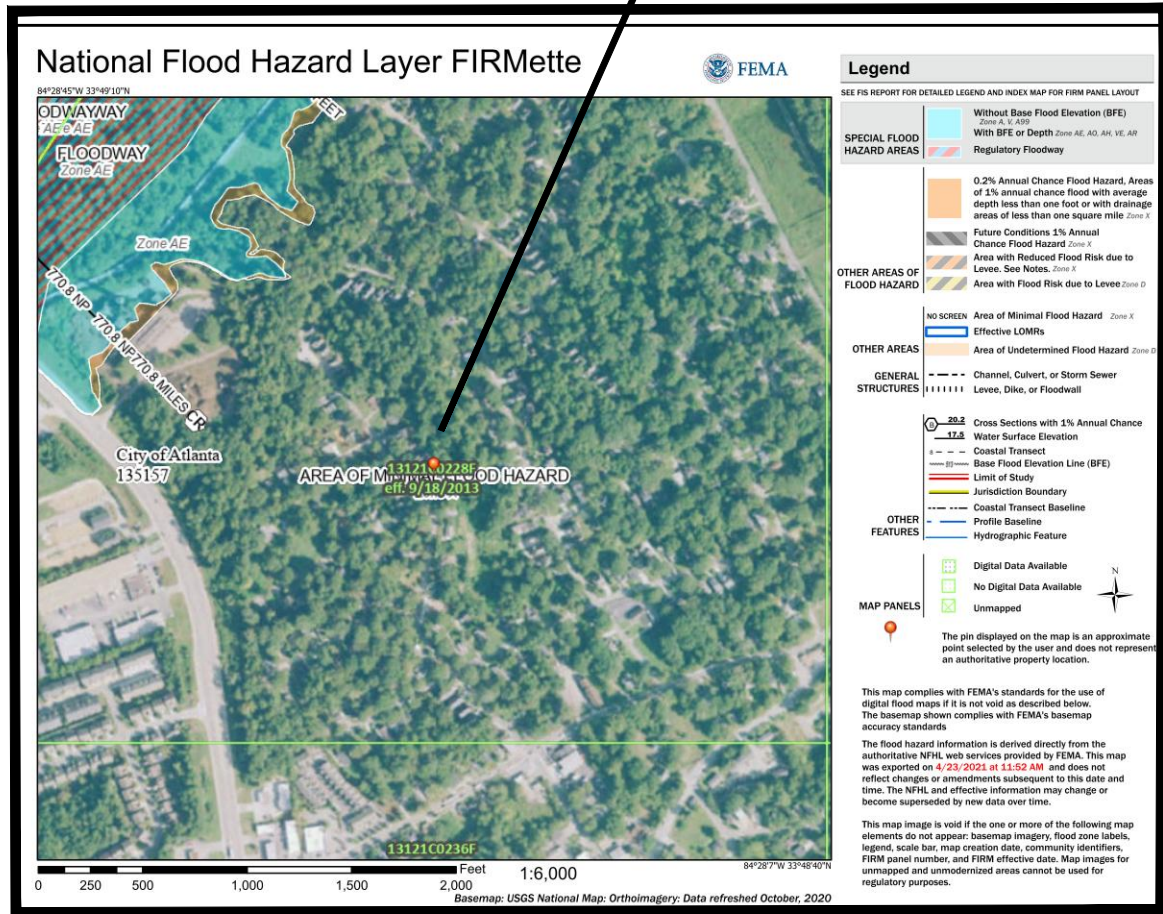 National Flood Hazard Layer FIRMette
FEMA
84°28'45"W 33°49'10"N
ODWAYWAY
AE e AE
FLOODWAY
Zone AE
FEET
Zone AE
770.8 NP
770.8 NP
770.8 MILES
CR
City of Atlanta
135157
13121C0228F
AREA OF MINIMAL FLOOD HAZARD
eff. 9/18/2013
13121C0236F
84°28'7"W 33°48'40"N
Feet
1:6,000
0 250 500 1,000 1,500 2,000
Basemap: USGS National Map: Orthoimagery: Data refreshed October, 2020
Legend
SEE FIS REPORT FOR DETAILED LEGEND AND INDEX MAP FOR FIRM PANEL LAYOUT
SPECIAL FLOOD
HAZARD AREAS
Without Base Flood Elevation (BFE)
Zone A, V, A99
With BFE or Depth Zone AE, AO, AH, VE, AR
Regulatory Floodway
OTHER AREAS OF
FLOOD HAZARD
0.2% Annual Chance Flood Hazard, Areas
of 1% annual chance flood with average
depth less than one foot or with drainage
areas of less than one square mile Zone X
Future Conditions 1% Annual
Chance Flood Hazard Zone X
Area with Reduced Flood Risk due to
Levee. See Notes. Zone X
Area with Flood Risk due to Levee Zone D
OTHER AREAS
NO SCREEN Area of Minimal Flood Hazard Zone X
Effective LOMRs
Area of Undetermined Flood Hazard Zone D
GENERAL
STRUCTURES
Channel, Culvert, or Storm Sewer
Levee, Dike, or Floodwall
OTHER
FEATURES
B 20.2 Cross Sections with 1% Annual Chance
17.5 Water Surface Elevation
Coastal Transect
Base Flood Elevation Line (BFE)
Limit of Study
Jurisdiction Boundary
Coastal Transect Baseline
Profile Baseline
Hydrographic Feature
MAP PANELS
Digital Data Available
No Digital Data Available
Unmapped
N
The pin displayed on the map is an approximate
point selected by the user and does not represent
an authoritative property location.
This map complies with FEMA's standards for the use of
digital flood maps if it is not void as described below.
The basemap shown complies with FEMA's basemap
accuracy standards
The flood hazard information is derived directly from the
authoritative NFHL web services provided by FEMA. This map
was exported on 4/23/2021 at 11:52 AM and does not
reflect changes or amendments subsequent to this date and
time. The NFHL and effective information may change or
become superseded by new data over time.
This map image is void if the one or more of the following map
elements do not appear: basemap imagery, flood zone labels,
legend, scale bar, map creation date, community identifiers,
FIRM panel number, and FIRM effective date. Map images for
unmapped and unmodernized areas cannot be used for
regulatory purposes.